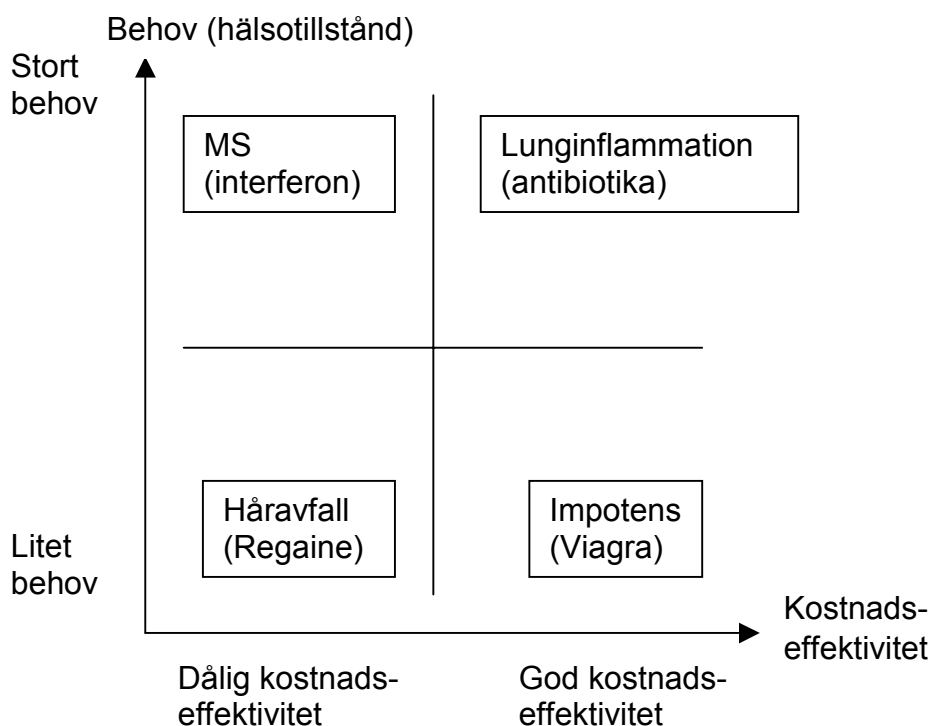 Behov (hälsotillstånd)
Stort
behov
MS
(interferon)
Lunginflammation
(antibiotika)
Håravfall
(Regaine)
Impotens
(Viagra)
Litet
behov
Kostnads-
effektivitet
Dålig kostnads-
effektivitet
God kostnads-
effektivitet